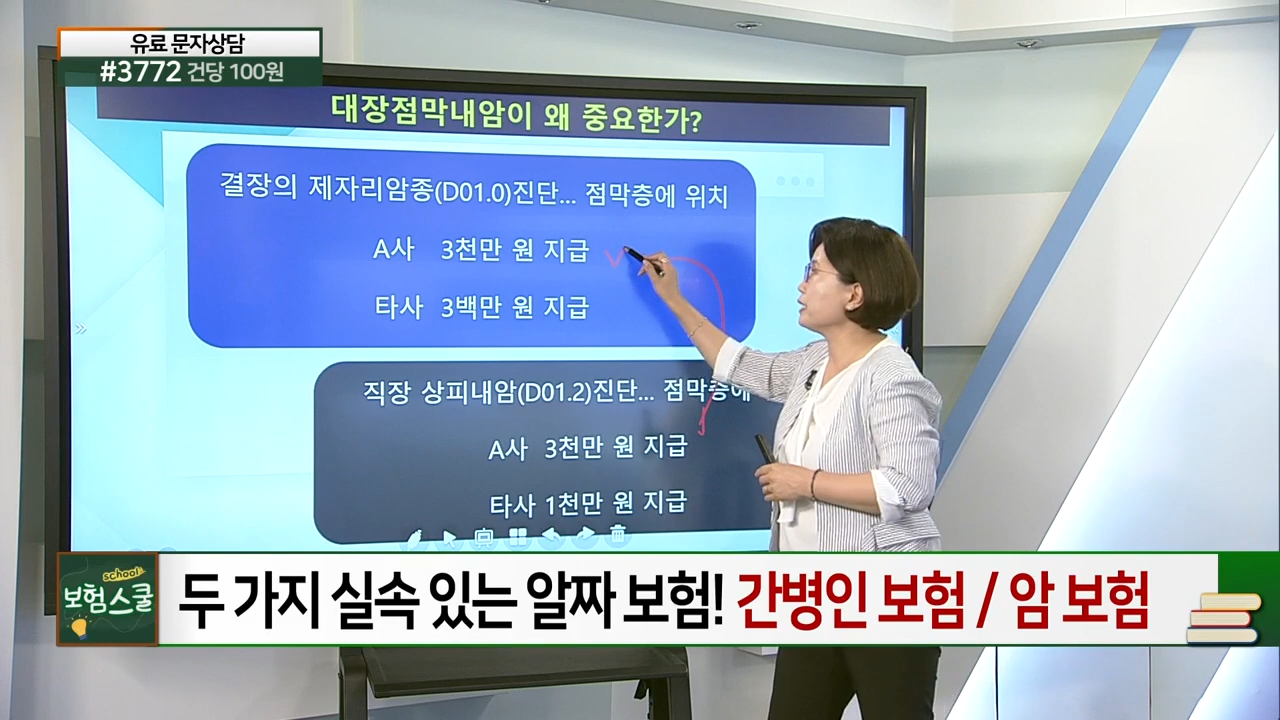 유료 문자상담
#3772 건당 100원
대장점막내암이 왜 중요한가?
결장의 제자리암종(D01.0)진단... 점막층에 위치
A사 3천만 원 지급
타사 3백만 원 지급
직장 상피내암(D01.2)진단... 점막층에
A사 3천만 원 지급
타사 1천만 원 지급
school
보험스쿨
두 가지 실속 있는 알짜 보험! 간병인 보험 / 암 보험